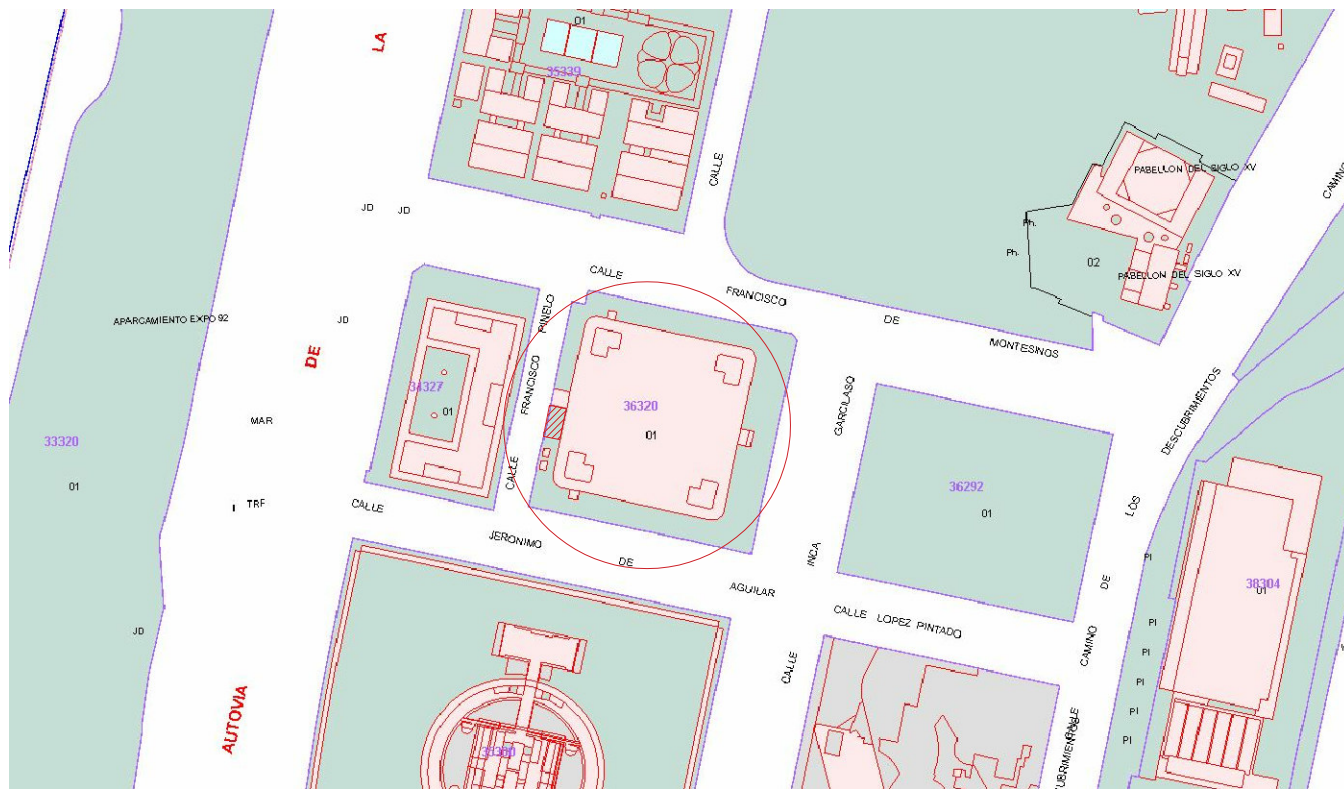 01
LA
35339
CALLE
PABELLON DEL SIGLO XV
CAMINO
JD
JD
Ph.
Ph.
02
PABELLON DEL SIGLO XV
CALLE
FRANCISCO
DE
MONTESINOS
APARCAMIENTO EXPO 92
JD
DE
CALLE FRANCISCO PINELO
34327
01
36320
01
GARCILASO
INCA
CALLE
DESCUBRIMIENTOS
LOS
DE
CAMINO
CALLE
33320
01
MAR
TRF
36292
01
CALLE
JERONIMO
DE
AGUILAR
CALLE LOPEZ PINTADO
PI
38304
01
PI
PI
PI
PI
PI
JD
AUTOVIA